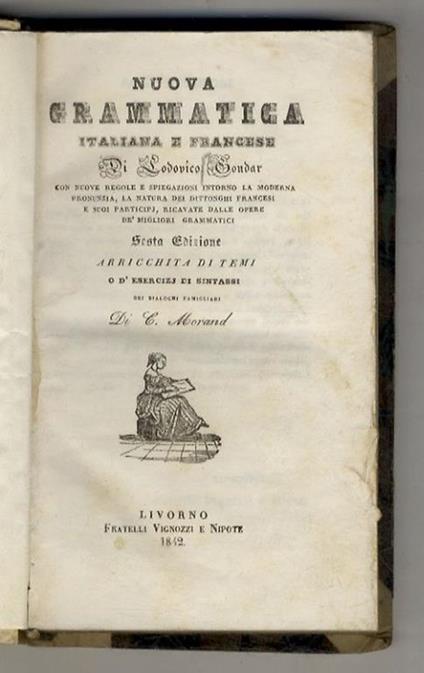 NUOVA
GRAMMATICA
ITALIANA E FRANCESE
Di Lodovico Goudar
CON NUOVE REGOLE E SPIEGAZIONI INTORNO LA MODERNA
PRONUNZIA, LA NATURA DEI DITTONGHI FRANCESI
E SUOI PARTICIPJ, RICAVATE DALLE OPERE
DE' MIGLIORI GRAMMATICI
Sesta Edizione
ARRICCHITA DI TEMI
O D' ESERCIZJ DI SINTASSI
DEI DIALOGHI FAMIGLIARI
Di C. Morand
LIVORNO
FRATELLI VIGNOZZI E NIPOTE
1842.